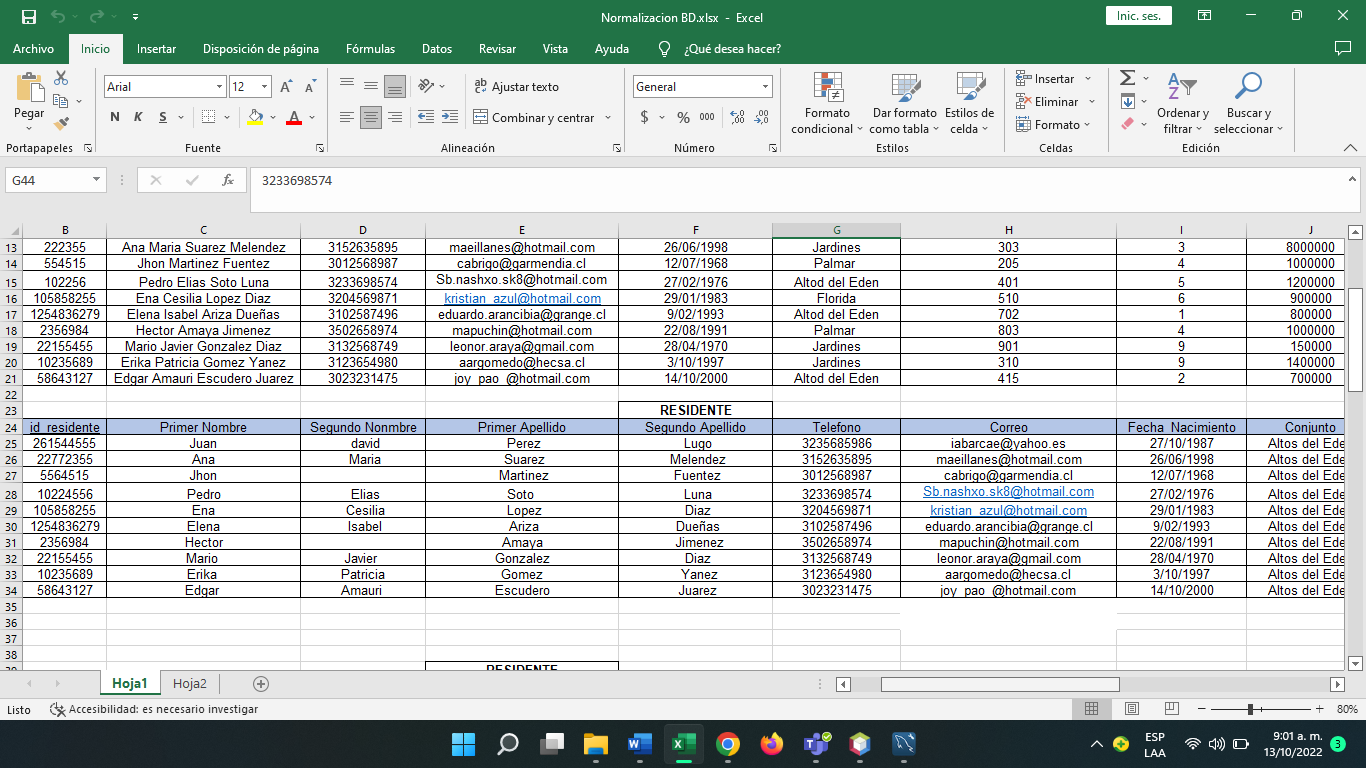 Normalizacion BD.xlsx - Excel
Inic. ses.
Archivo Inicio Insertar Disposición de página Fórmulas Datos Revisar Vista Ayuda ¿Qué desea hacer?
Pegar
Arial 12
N K S
Ajustar texto
Combinar y centrar
General
$ % 000
Formato condicional
Dar formato como tabla
Estilos de celda
Insertar
Eliminar
Formato
Ordenar y filtrar
Buscar y seleccionar
Portapapeles Fuente Alineación Número Estilos Celdas Edición
G44 fx 3233698574
B C D E F G H I J
13 222355 Ana Maria Suarez Melendez 3152635895 maeillanes@hotmail.com 26/06/1998 Jardines 303 3 8000000
14 554515 Jhon Martinez Fuentez 3012568987 cabrigo@garmendia.cl 12/07/1968 Palmar 205 4 1000000
15 102256 Pedro Elias Soto Luna 3233698574 Sb.nashxo.sk8@hotmail.com 27/02/1976 Altod del Eden 401 5 1200000
16 105858255 Ena Cesilia Lopez Diaz 3204569871 kristian_azul@hotmail.com 29/01/1983 Florida 510 6 900000
17 1254836279 Elena Isabel Ariza Dueñas 3102587496 eduardo.arancibia@grange.cl 9/02/1993 Altod del Eden 702 1 800000
18 2356984 Hector Amaya Jimenez 3502658974 mapuchin@hotmail.com 22/08/1991 Palmar 803 4 1000000
19 22155455 Mario Javier Gonzalez Diaz 3132568749 leonor.araya@gmail.com 28/04/1970 Jardines 901 9 150000
20 10235689 Erika Patricia Gomez Yanez 3123654980 aargomedo@hecsa.cl 3/10/1997 Jardines 310 9 1400000
21 58643127 Edgar Amauri Escudero Juarez 3023231475 joy_pao_@hotmail.com 14/10/2000 Altod del Eden 415 2 700000
22
23 RESIDENTE
24 id_residente Primer Nombre Segundo Nonmbre Primer Apellido Segundo Apellido Telefono Correo Fecha_Nacimiento Conjunto
25 261544555 Juan david Perez Lugo 3235685986 iabarcae@yahoo.es 27/10/1987 Altos del Ede
26 22772355 Ana Maria Suarez Melendez 3152635895 maeillanes@hotmail.com 26/06/1998 Altos del Ede
27 5564515 Jhon Martinez Fuentez 3012568987 cabrigo@garmendia.cl 12/07/1968 Altos del Ede
28 10224556 Pedro Elias Soto Luna 3233698574 Sb.nashxo.sk8@hotmail.com 27/02/1976 Altos del Ede
29 105858255 Ena Cesilia Lopez Diaz 3204569871 kristian_azul@hotmail.com 29/01/1983 Altos del Ede
30 1254836279 Elena Isabel Ariza Dueñas 3102587496 eduardo.arancibia@grange.cl 9/02/1993 Altos del Ede
31 2356984 Hector Amaya Jimenez 3502658974 mapuchin@hotmail.com 22/08/1991 Altos del Ede
32 22155455 Mario Javier Gonzalez Diaz 3132568749 leonor.araya@gmail.com 28/04/1970 Altos del Ede
33 10235689 Erika Patricia Gomez Yanez 3123654980 aargomedo@hecsa.cl 3/10/1997 Altos del Ede
34 58643127 Edgar Amauri Escudero Juarez 3023231475 joy_pao_@hotmail.com 14/10/2000 Altos del Ede
35
36
37
38
39 RESIDENTE
Hoja1 Hoja2
Listo Accesibilidad: es necesario investigar 80%
ESP
LAA
9:01 a. m.
13/10/2022
3